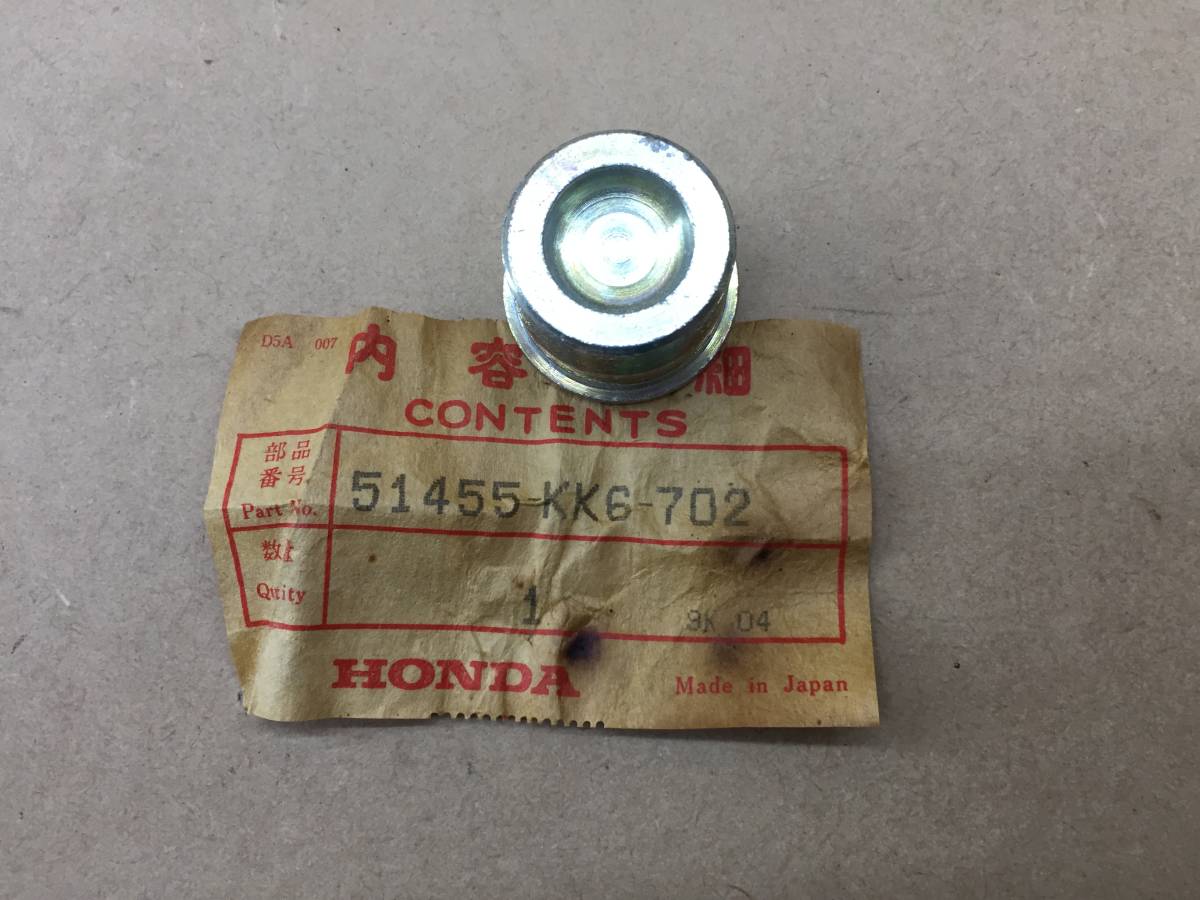 D5A 007
内 容 細
CONTENTS
部品
番号
Part No.
51455-KK6-702
数量
Qutity
1
9K 04
HONDA
Made in Japan